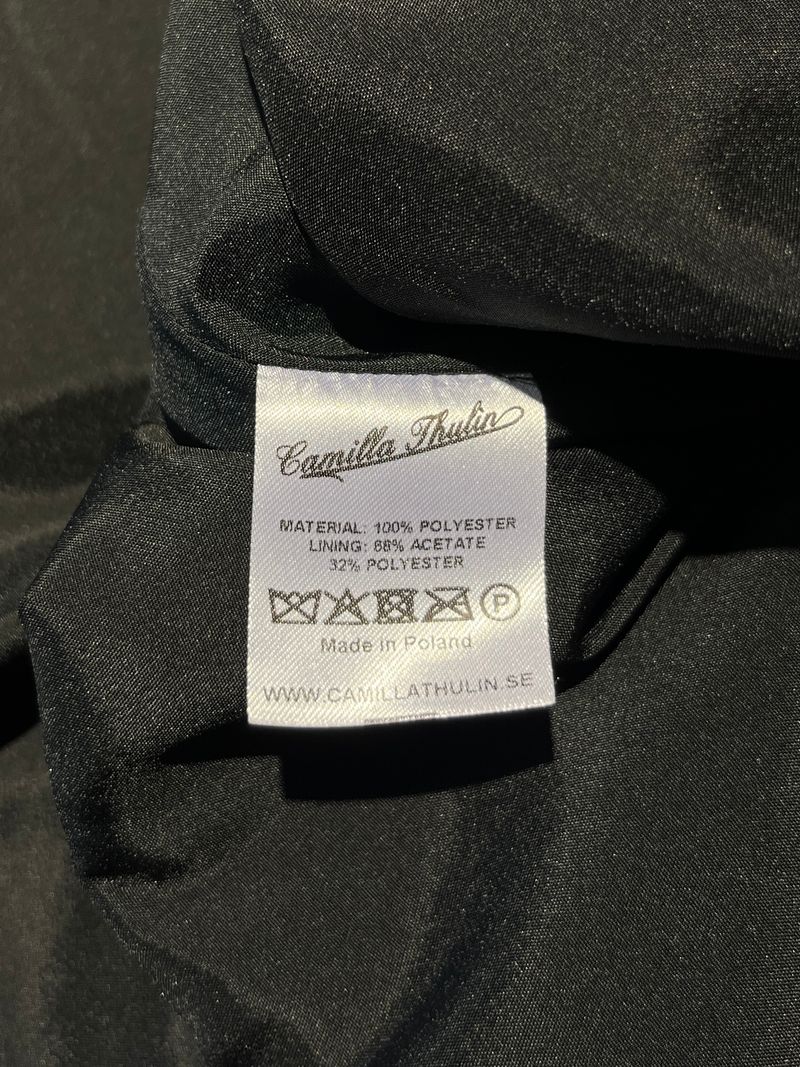 Camilla Thulin
MATERIAL: 100% POLYESTER
LINING: 68% ACETATE
32% POLYESTER
P
Made in Poland
WWW.CAMILLATHULIN.SE